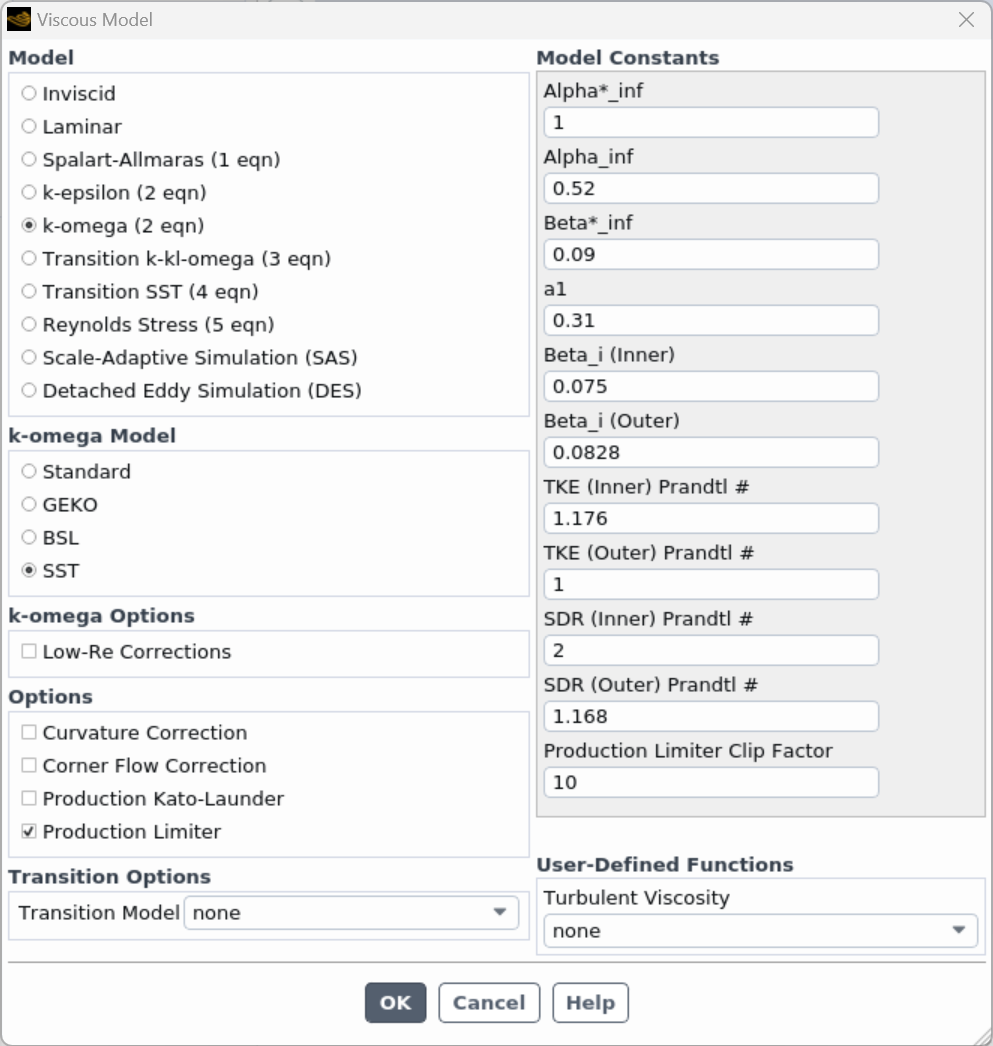 Viscous Model
Model
Inviscid
Laminar
Spalart-Allmaras (1 eqn)
k-epsilon (2 eqn)
k-omega (2 eqn)
Transition k-kl-omega (3 eqn)
Transition SST (4 eqn)
Reynolds Stress (5 eqn)
Scale-Adaptive Simulation (SAS)
Detached Eddy Simulation (DES)
k-omega Model
Standard
GEKO
BSL
SST
k-omega Options
Low-Re Corrections
Options
Curvature Correction
Corner Flow Correction
Production Kato-Launder
Production Limiter
Transition Options
Transition Model none
Model Constants
Alpha*_inf
1
Alpha_inf
0.52
Beta*_inf
0.09
a1
0.31
Beta_i (Inner)
0.075
Beta_i (Outer)
0.0828
TKE (Inner) Prandtl #
1.176
TKE (Outer) Prandtl #
1
SDR (Inner) Prandtl #
2
SDR (Outer) Prandtl #
1.168
Production Limiter Clip Factor
10
User-Defined Functions
Turbulent Viscosity
none
OK Cancel Help